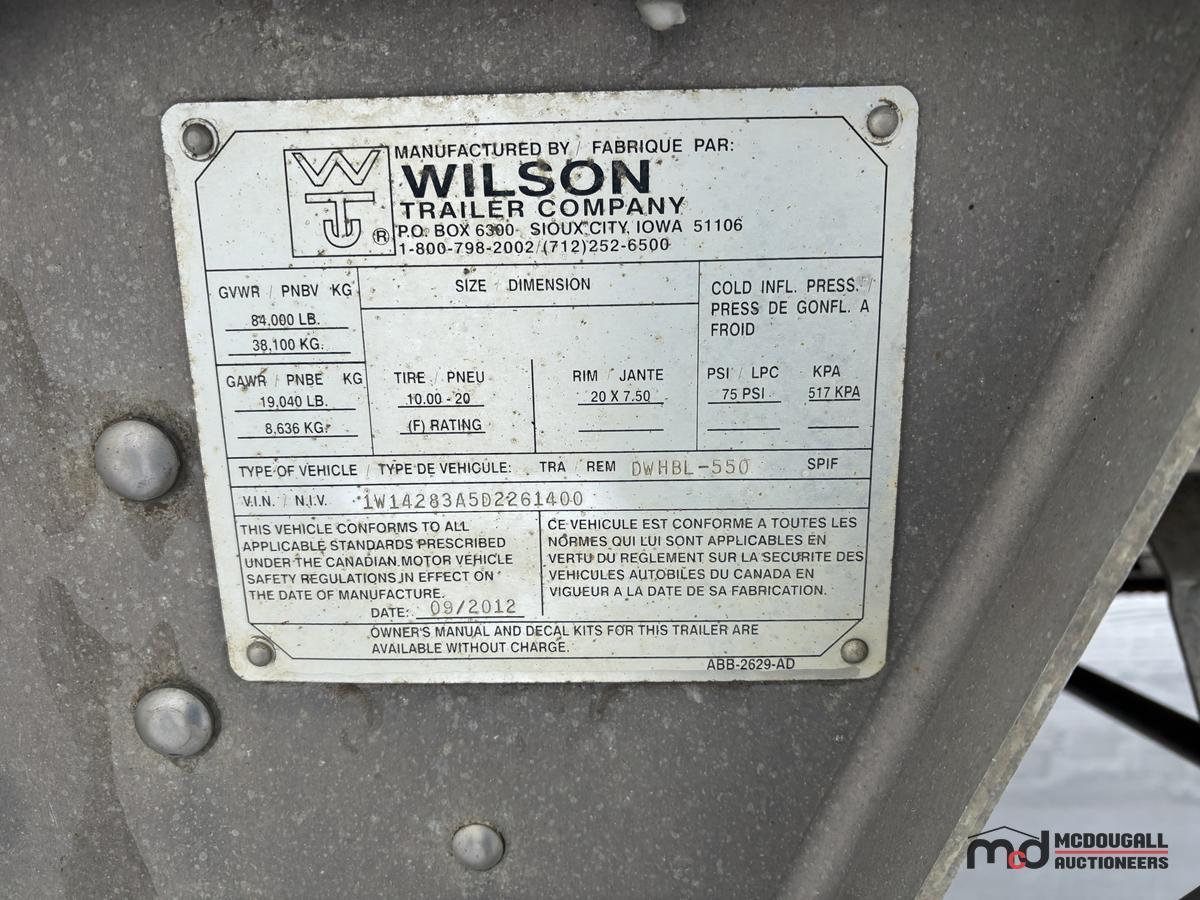 MANUFACTURED BY / FABRIQUE PAR:
WILSON
TRAILER COMPANY
P.O. BOX 6300 SIOUX CITY, IOWA 51106
1-800-798-2002 / (712) 252-6500
WT ®
GVWR / PNBV KG
84,000 LB.
38,100 KG.
SIZE / DIMENSION
COLD INFL. PRESS. /
PRESS DE GONFL. A
FROID
GAWR / PNBE KG
19,040 LB.
8,636 KG.
TIRE / PNEU
10.00 - 20
(F) RATING
RIM / JANTE
20 X 7.50
PSI / LPC KPA
75 PSI 517 KPA
TYPE OF VEHICLE / TYPE DE VEHICULE: TRA / REM DWHBL-550 SPIF
V.I.N. / N.I.V. 1W14283A5D2261400
THIS VEHICLE CONFORMS TO ALL
APPLICABLE STANDARDS PRESCRIBED
UNDER THE CANADIAN MOTOR VEHICLE
SAFETY REGULATIONS IN EFFECT ON
THE DATE OF MANUFACTURE.
DATE: 09/2012
CE VEHICULE EST CONFORME A TOUTES LES
NORMES QUI LUI SONT APPLICABLES EN
VERTU DU REGLEMENT SUR LA SECURITE DES
VEHICULES AUTOBILES DU CANADA EN
VIGUEUR A LA DATE DE SA FABRICATION.
OWNER'S MANUAL AND DECAL KITS FOR THIS TRAILER ARE
AVAILABLE WITHOUT CHARGE.
ABB-2629-AD
mcd MCDOUGALL
AUCTIONEERS